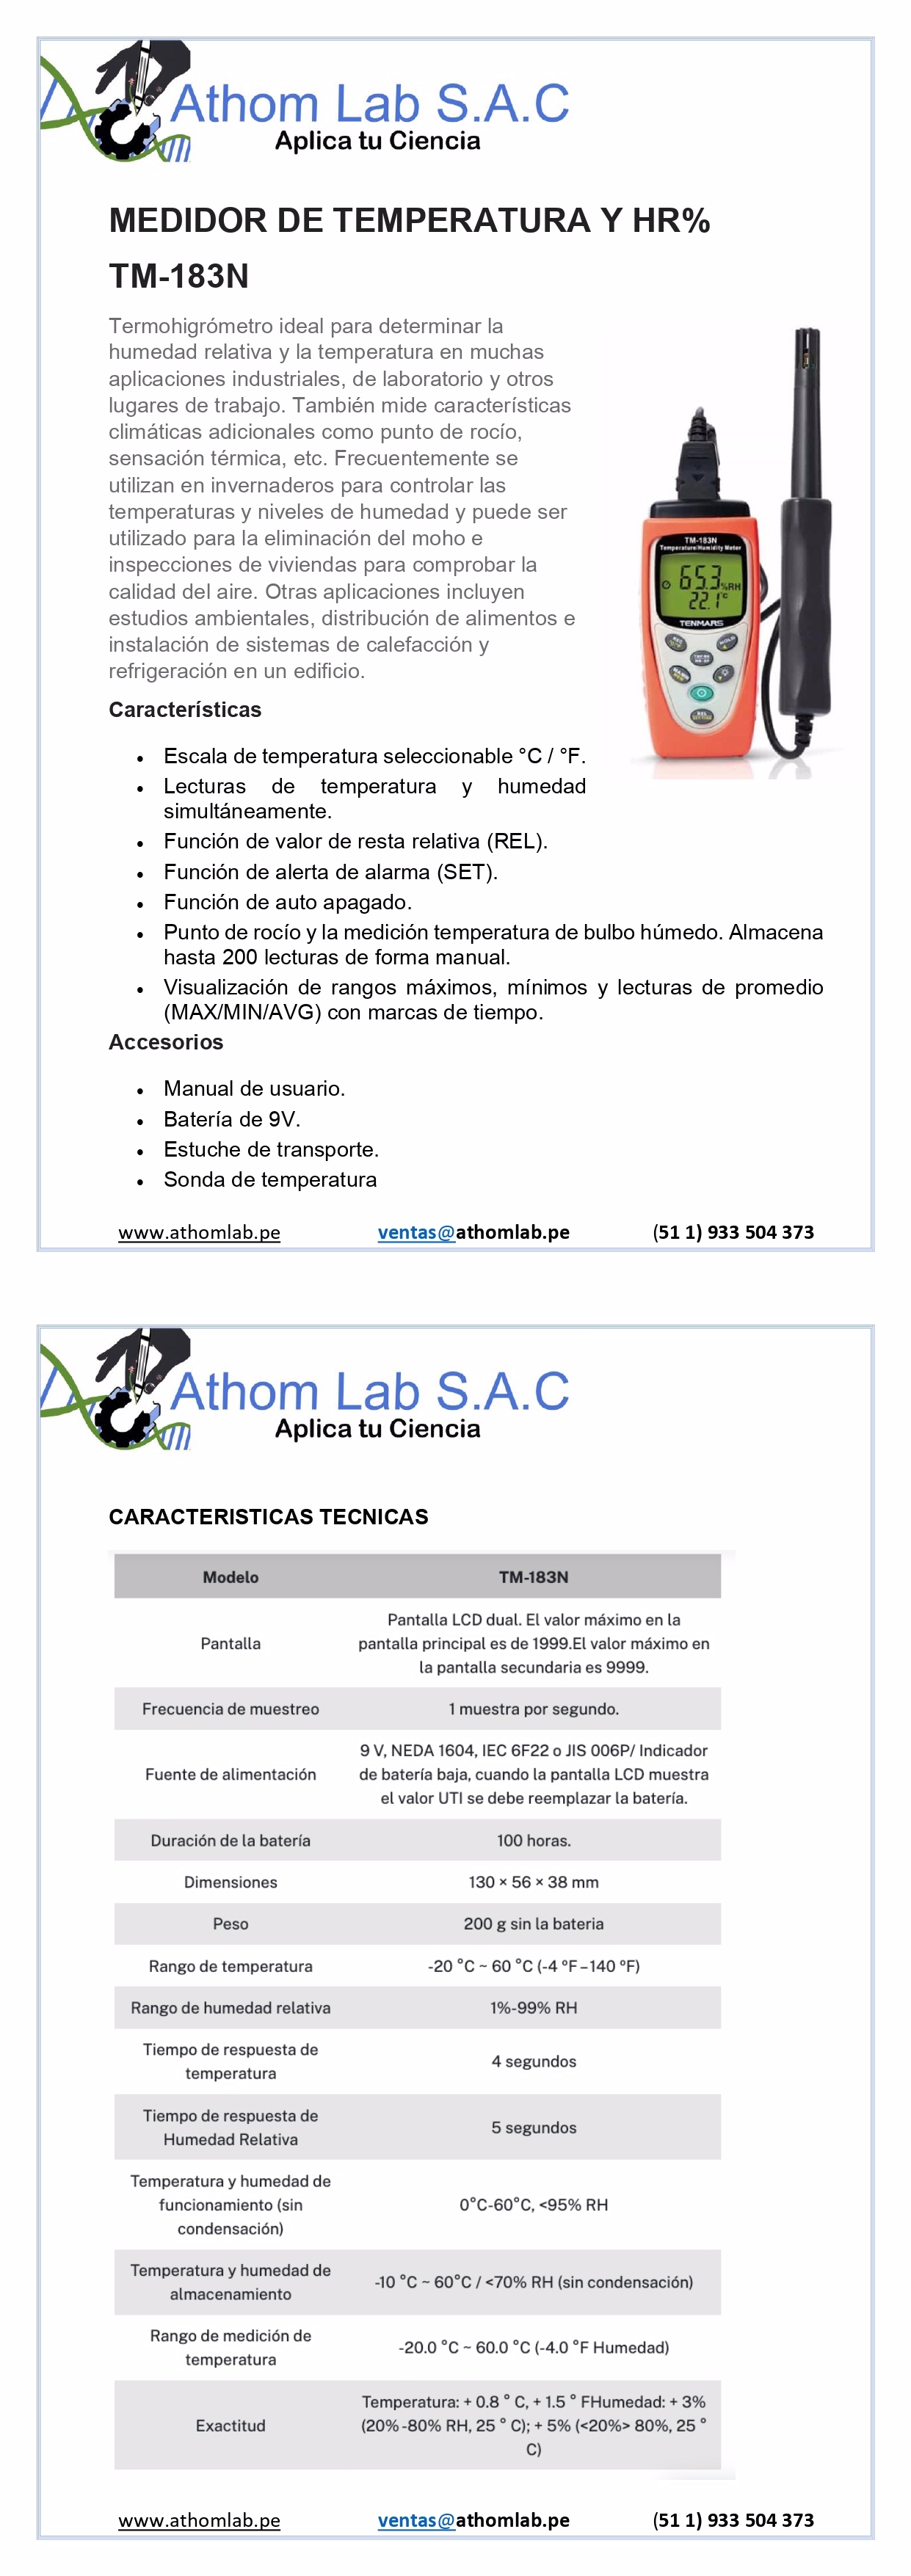 Athom Lab S.A.C
Aplica tu Ciencia
MEDIDOR DE TEMPERATURA Y HR%
TM-183N
Termohigrómetro ideal para determinar la
humedad relativa y la temperatura en muchas
aplicaciones industriales, de laboratorio y otros
lugares de trabajo. También mide características
climáticas adicionales como punto de rocío,
sensación térmica, etc. Frecuentemente se
utilizan en invernaderos para controlar las
temperaturas y niveles de humedad y puede ser
utilizado para la eliminación del moho e
inspecciones de viviendas para comprobar la
calidad del aire. Otras aplicaciones incluyen
estudios ambientales, distribución de alimentos e
instalación de sistemas de calefacción y
refrigeración en un edificio.
TM-183N
Temperature/Humidity Meter
65.3 %RH
22.1 °C
TENMARS
HOLD
Características
• Escala de temperatura seleccionable °C / °F.
• Lecturas de temperatura y humedad
simultáneamente.
• Función de valor de resta relativa (REL).
• Función de alerta de alarma (SET).
• Función de auto apagado.
• Punto de rocío y la medición temperatura de bulbo húmedo. Almacena
hasta 200 lecturas de forma manual.
• Visualización de rangos máximos, mínimos y lecturas de promedio
(MAX/MIN/AVG) con marcas de tiempo.
Accesorios
• Manual de usuario.
• Batería de 9V.
• Estuche de transporte.
• Sonda de temperatura
www.athomlab.pe ventas@athomlab.pe (51 1) 933 504 373
Athom Lab S.A.C
Aplica tu Ciencia
CARACTERISTICAS TECNICAS
Modelo TM-183N
Pantalla LCD dual. El valor máximo en la
Pantalla pantalla principal es de 1999.El valor máximo en
la pantalla secundaria es 9999.
Frecuencia de muestreo 1 muestra por segundo.
9 V, NEDA 1604, IEC 6F22 o JIS 006P/ Indicador
Fuente de alimentación de batería baja, cuando la pantalla LCD muestra
el valor UTI se debe reemplazar la batería.
Duración de la batería 100 horas.
Dimensiones 130 × 56 × 38 mm
Peso 200 g sin la bateria
Rango de temperatura -20 °C ~ 60 °C (-4 °F – 140 °F)
Rango de humedad relativa 1%-99% RH
Tiempo de respuesta de
temperatura 4 segundos
Tiempo de respuesta de
Humedad Relativa 5 segundos
Temperatura y humedad de
funcionamiento (sin 0°C-60°C, <95% RH
condensación)
Temperatura y humedad de
almacenamiento -10 °C ~ 60°C / <70% RH (sin condensación)
Rango de medición de
temperatura -20.0 °C ~ 60.0 °C (-4.0 °F Humedad)
Temperatura: + 0.8 ° C, + 1.5 ° FHumedad: + 3%
Exactitud (20% -80% RH, 25 ° C); + 5% (<20%> 80%, 25 °
C)
www.athomlab.pe ventas@athomlab.pe (51 1) 933 504 373